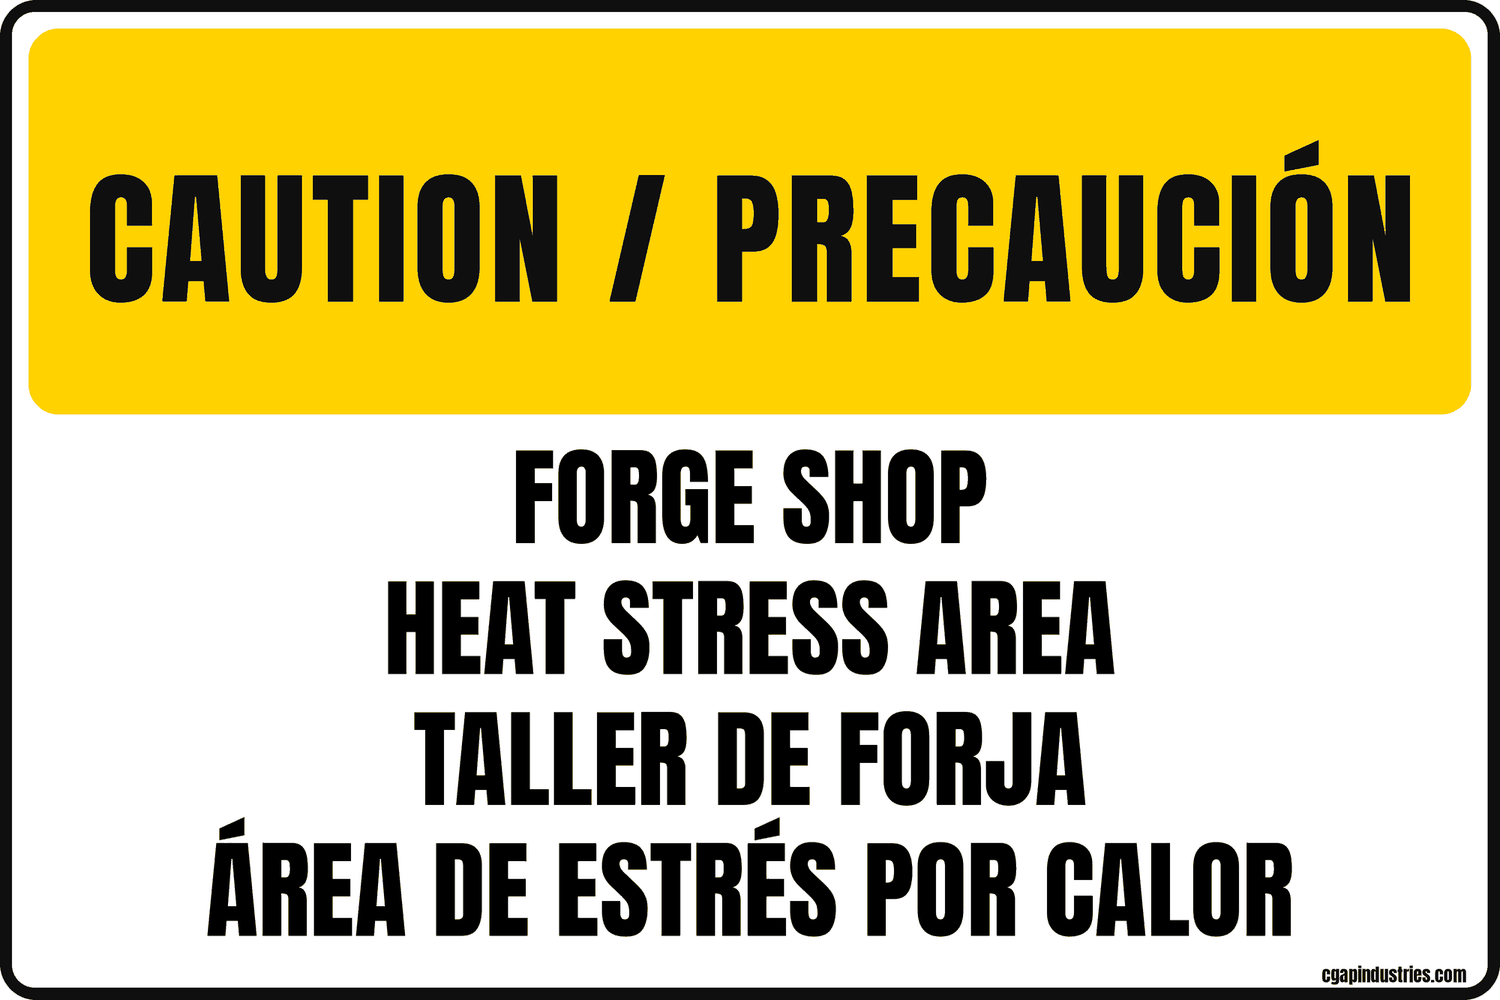 CAUTION / PRECAUCIÓN
FORGE SHOP
HEAT STRESS AREA
TALLER DE FORJA
ÁREA DE ESTRÉS POR CALOR
cgapindustries.com